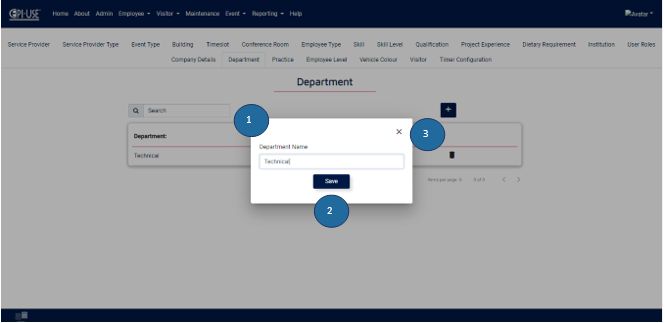 EPI-USE Home About Admin Employee Visitor Maintenance Event Reporting Help Avatar
Service Provider Service Provider Type Event Type Building Timeslot Conference Room Employee Type Skill Skill Level Qualification Project Experience Dietary Requirement Institution User Roles
Company Details Department Practice Employee Level Vehicle Colour Visitor Timer Configuration
Department
Search +
1
3
×
Department:
Department Name
Technical
Technical
Save
Items per page: 5
2